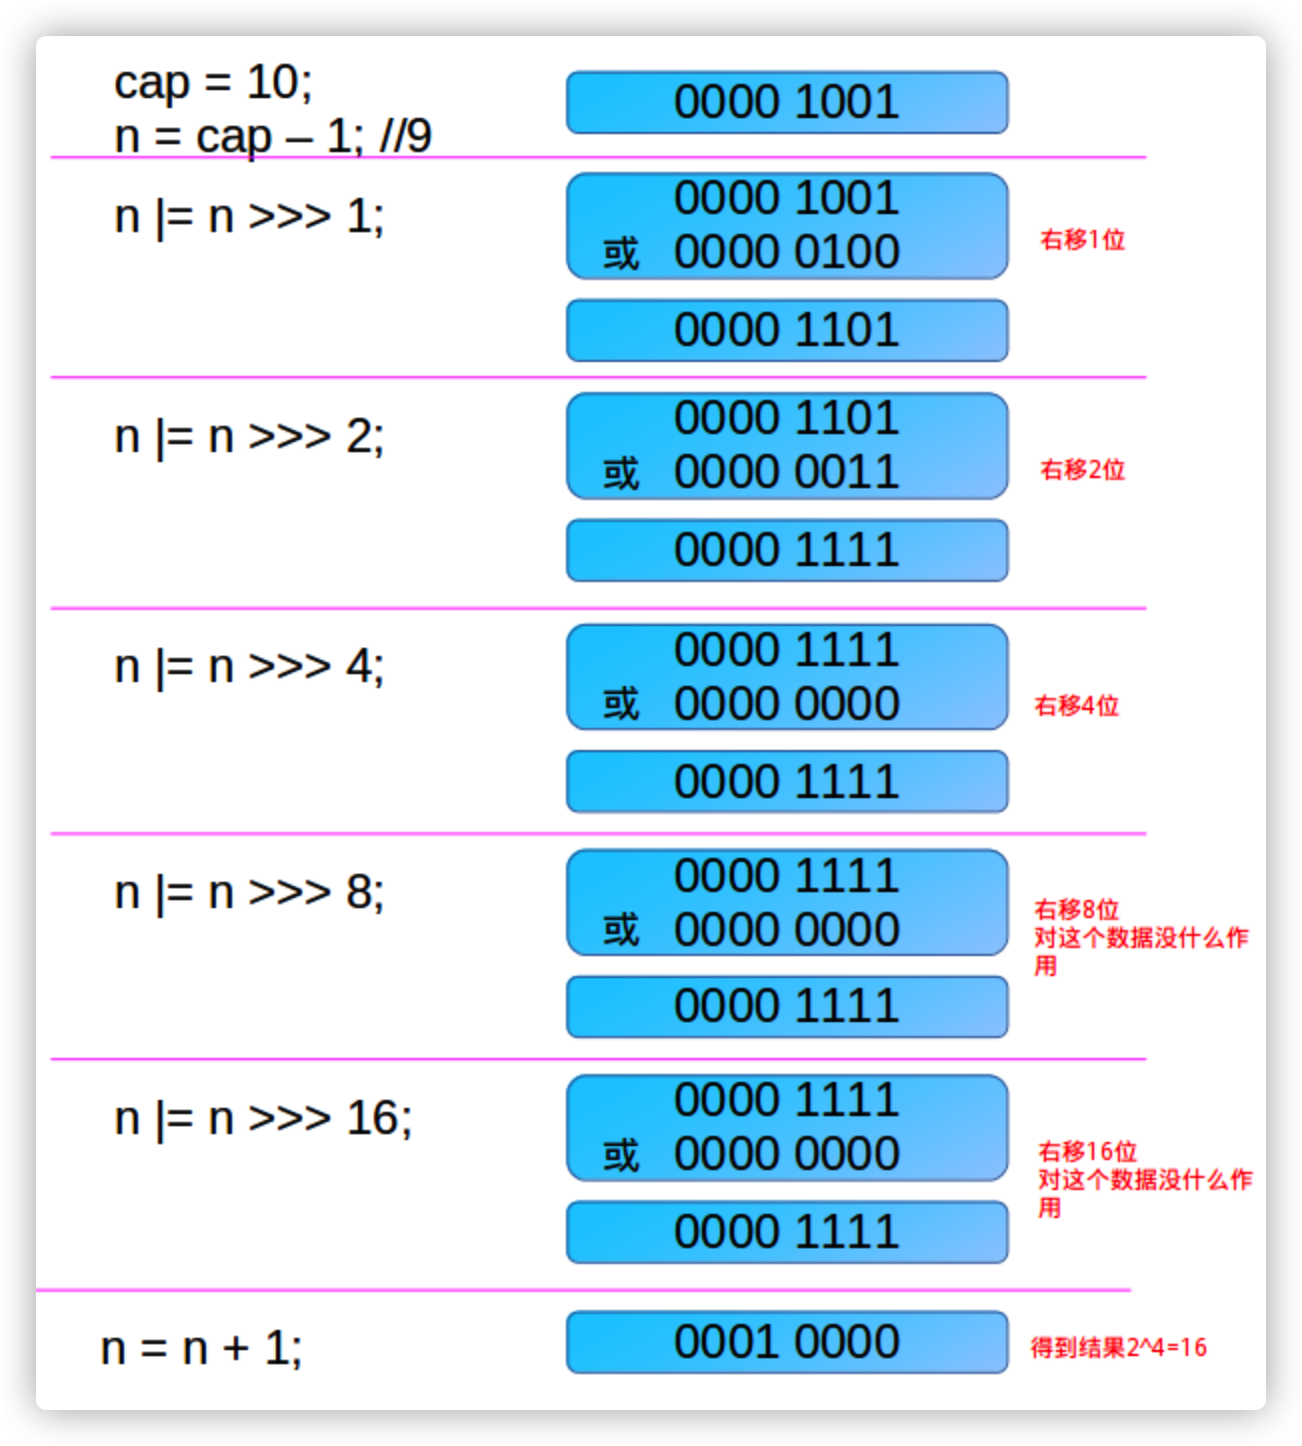 cap = 10;
n = cap – 1; //9
0000 1001
n |= n >>> 1;
0000 1001
或 0000 0100
右移1位
0000 1101
n |= n >>> 2;
0000 1101
或 0000 0011
右移2位
0000 1111
n |= n >>> 4;
0000 1111
或 0000 0000
右移4位
0000 1111
n |= n >>> 8;
0000 1111
或 0000 0000
右移8位
对这个数据没什么作
用
0000 1111
n |= n >>> 16;
0000 1111
或 0000 0000
右移16位
对这个数据没什么作
用
0000 1111
n = n + 1;
0001 0000
得到结果2^4=16